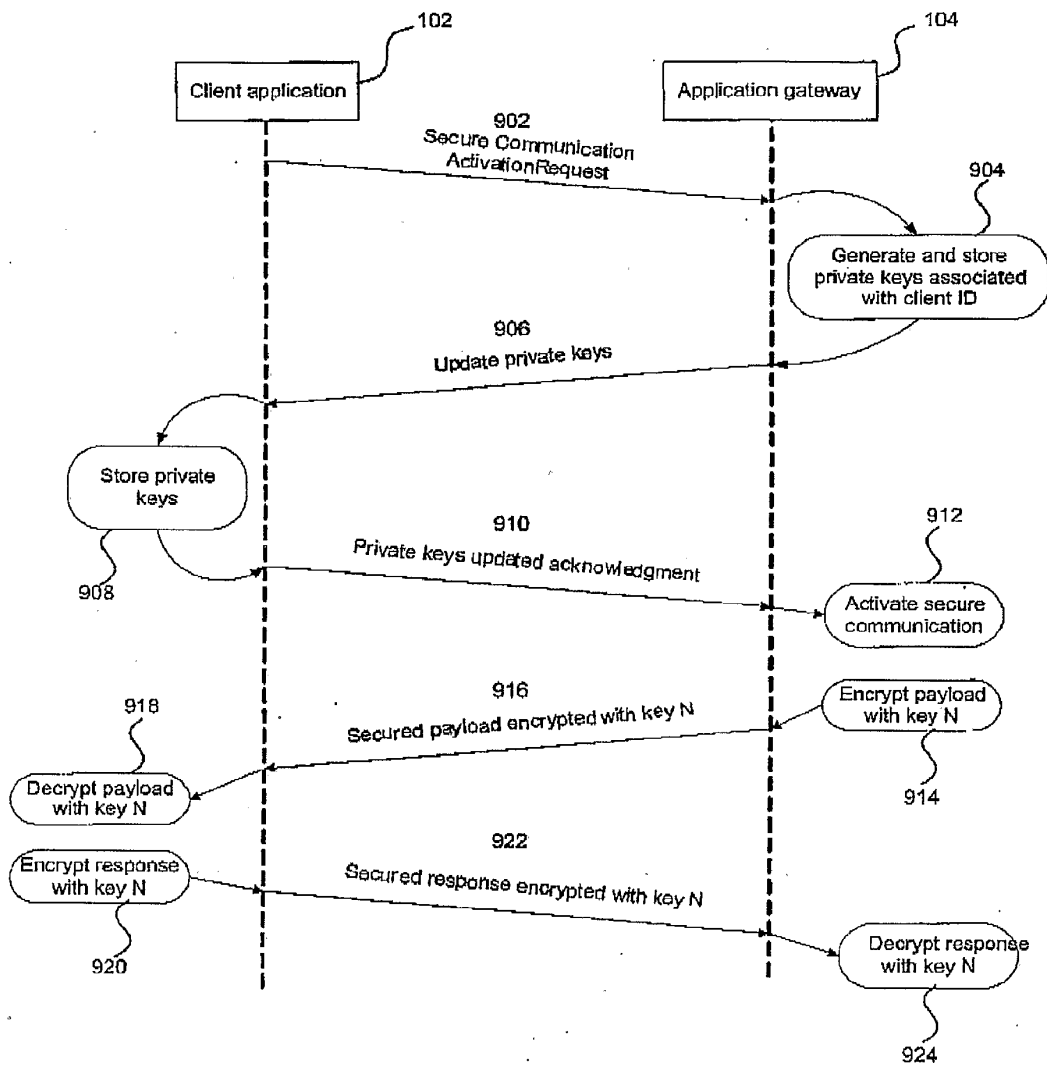 102
104
Client application
Application gateway
902
Secure Communication
ActivationRequest
904
Generate and store
private keys associated
with client ID
906
Update private keys
Store private
keys
908
910
Private keys updated acknowledgment
912
Activate secure
communication
916
Secured payload encrypted with key N
Encrypt payload
with key N
914
918
Decrypt payload
with key N
922
Secured response encrypted with key N
Encrypt response
with key N
920
Decrypt response
with key N
924